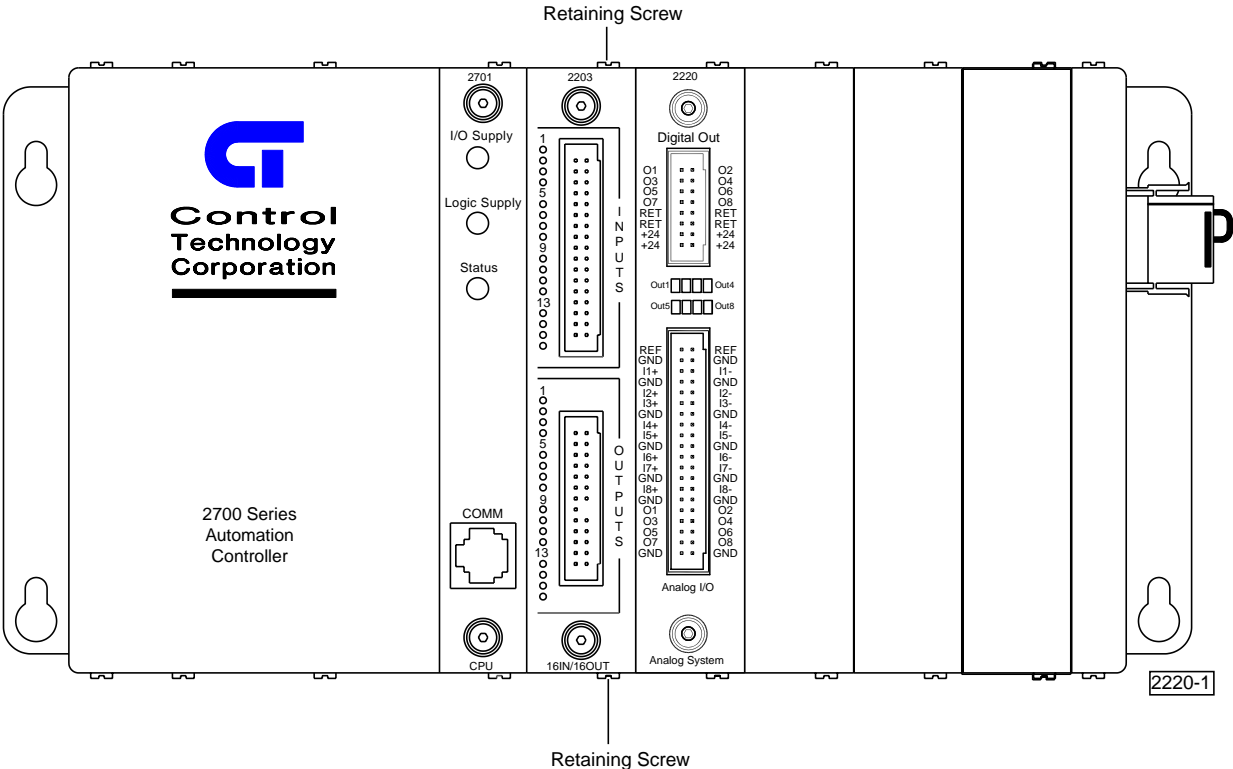 Retaining Screw
2701
2203
2220
I/O Supply
Logic Supply
Status
COMM
CPU
1
5
9
13
INPUTS
1
5
9
13
OUTPUTS
16IN/16OUT
Digital Out
O1 O2
O3 O4
O5 O6
O7 O8
RET RET
RET RET
+24 +24
+24 +24
Out1 Out4
Out5 Out8
REF REF
GND GND
I1+ I1-
GND GND
I2+ I2-
I3+ I3-
GND GND
I4+ I4-
I5+ I5-
GND GND
I6+ I6-
I7+ I7-
GND GND
I8+ I8-
GND GND
O1 O2
O3 O4
O5 O6
O7 O8
GND GND
Analog I/O
Analog System
CT
Control
Technology
Corporation
2700 Series
Automation
Controller
2220-1
Retaining Screw